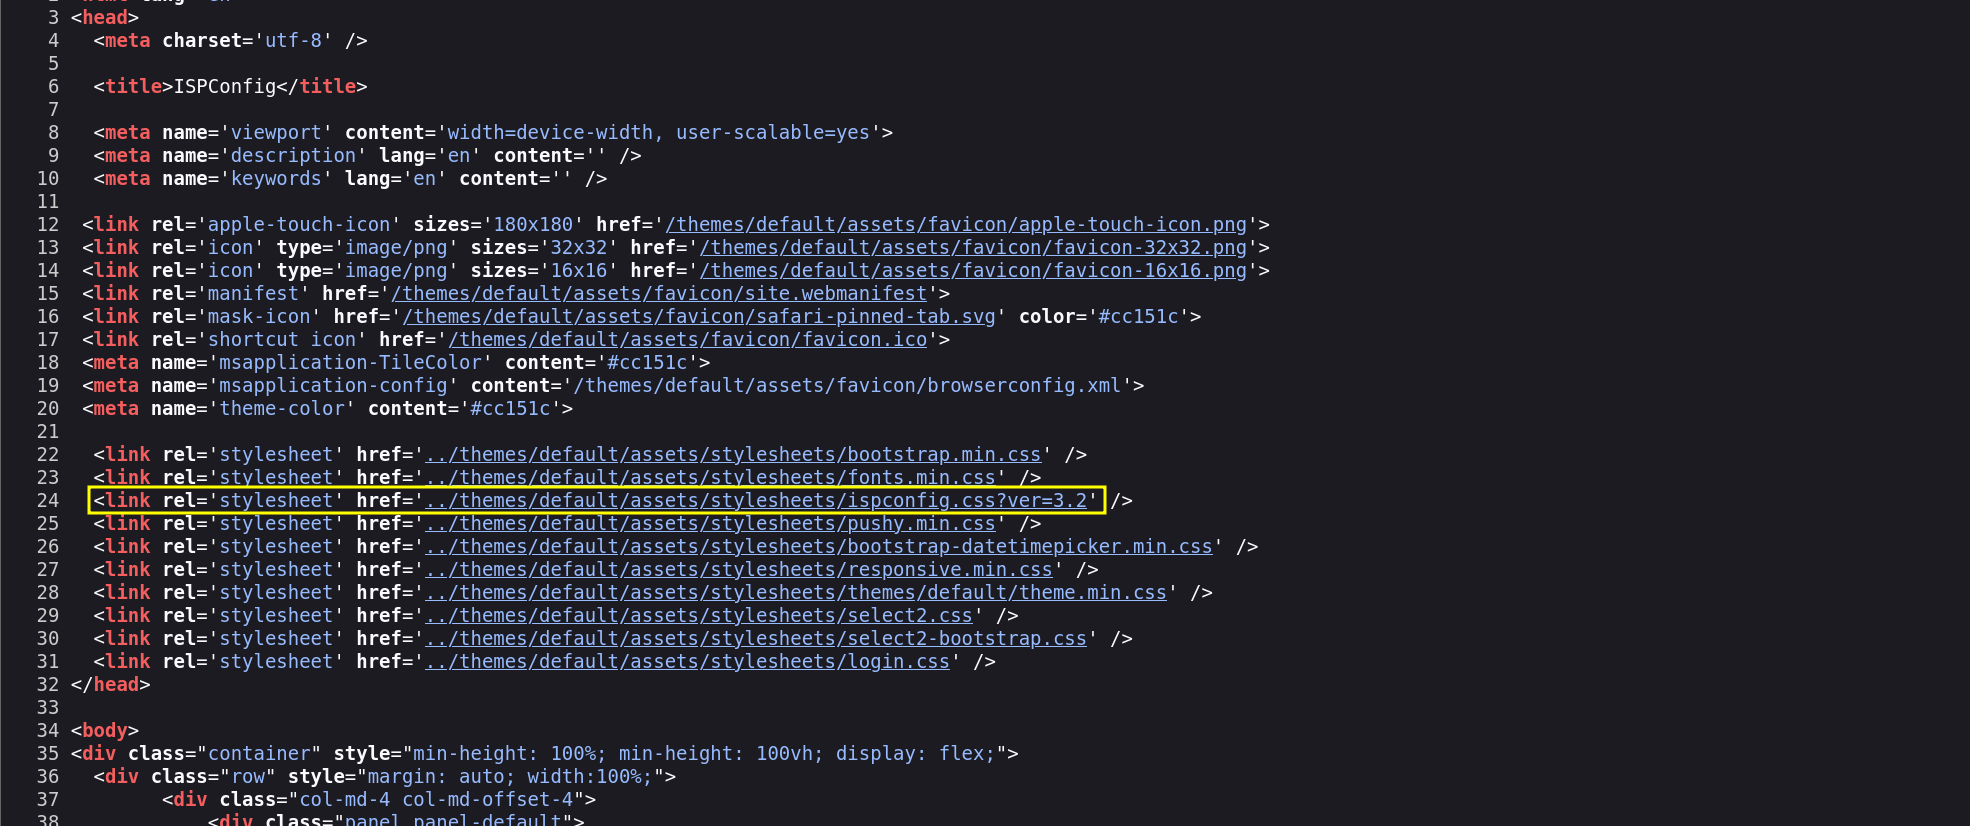 3 <head>
4   <meta charset='utf-8' />
5
6   <title>ISPConfig</title>
7
8   <meta name='viewport' content='width=device-width, user-scalable=yes'>
9   <meta name='description' lang='en' content='' />
10   <meta name='keywords' lang='en' content='' />
11
12  <link rel='apple-touch-icon' sizes='180x180' href='/themes/default/assets/favicon/apple-touch-icon.png'>
13  <link rel='icon' type='image/png' sizes='32x32' href='/themes/default/assets/favicon/favicon-32x32.png'>
14  <link rel='icon' type='image/png' sizes='16x16' href='/themes/default/assets/favicon/favicon-16x16.png'>
15  <link rel='manifest' href='/themes/default/assets/favicon/site.webmanifest'>
16  <link rel='mask-icon' href='/themes/default/assets/favicon/safari-pinned-tab.svg' color='#cc151c'>
17  <link rel='shortcut icon' href='/themes/default/assets/favicon/favicon.ico'>
18  <meta name='msapplication-TileColor' content='#cc151c'>
19  <meta name='msapplication-config' content='/themes/default/assets/favicon/browserconfig.xml'>
20  <meta name='theme-color' content='#cc151c'>
21
22   <link rel='stylesheet' href='../themes/default/assets/stylesheets/bootstrap.min.css' />
23   <link rel='stylesheet' href='../themes/default/assets/stylesheets/fonts.min.css' />
24   <link rel='stylesheet' href='../themes/default/assets/stylesheets/ispconfig.css?ver=3.2' />
25   <link rel='stylesheet' href='../themes/default/assets/stylesheets/pushy.min.css' />
26   <link rel='stylesheet' href='../themes/default/assets/stylesheets/bootstrap-datetimepicker.min.css' />
27   <link rel='stylesheet' href='../themes/default/assets/stylesheets/responsive.min.css' />
28   <link rel='stylesheet' href='../themes/default/assets/stylesheets/themes/default/theme.min.css' />
29   <link rel='stylesheet' href='../themes/default/assets/stylesheets/select2.css' />
30   <link rel='stylesheet' href='../themes/default/assets/stylesheets/select2-bootstrap.css' />
31   <link rel='stylesheet' href='../themes/default/assets/stylesheets/login.css' />
32 </head>
33
34 <body>
35 <div class="container" style="min-height: 100%; min-height: 100vh; display: flex;">
36   <div class="row" style="margin: auto; width:100%;">
37         <div class="col-md-4 col-md-offset-4">
38             <div class="panel panel-default">